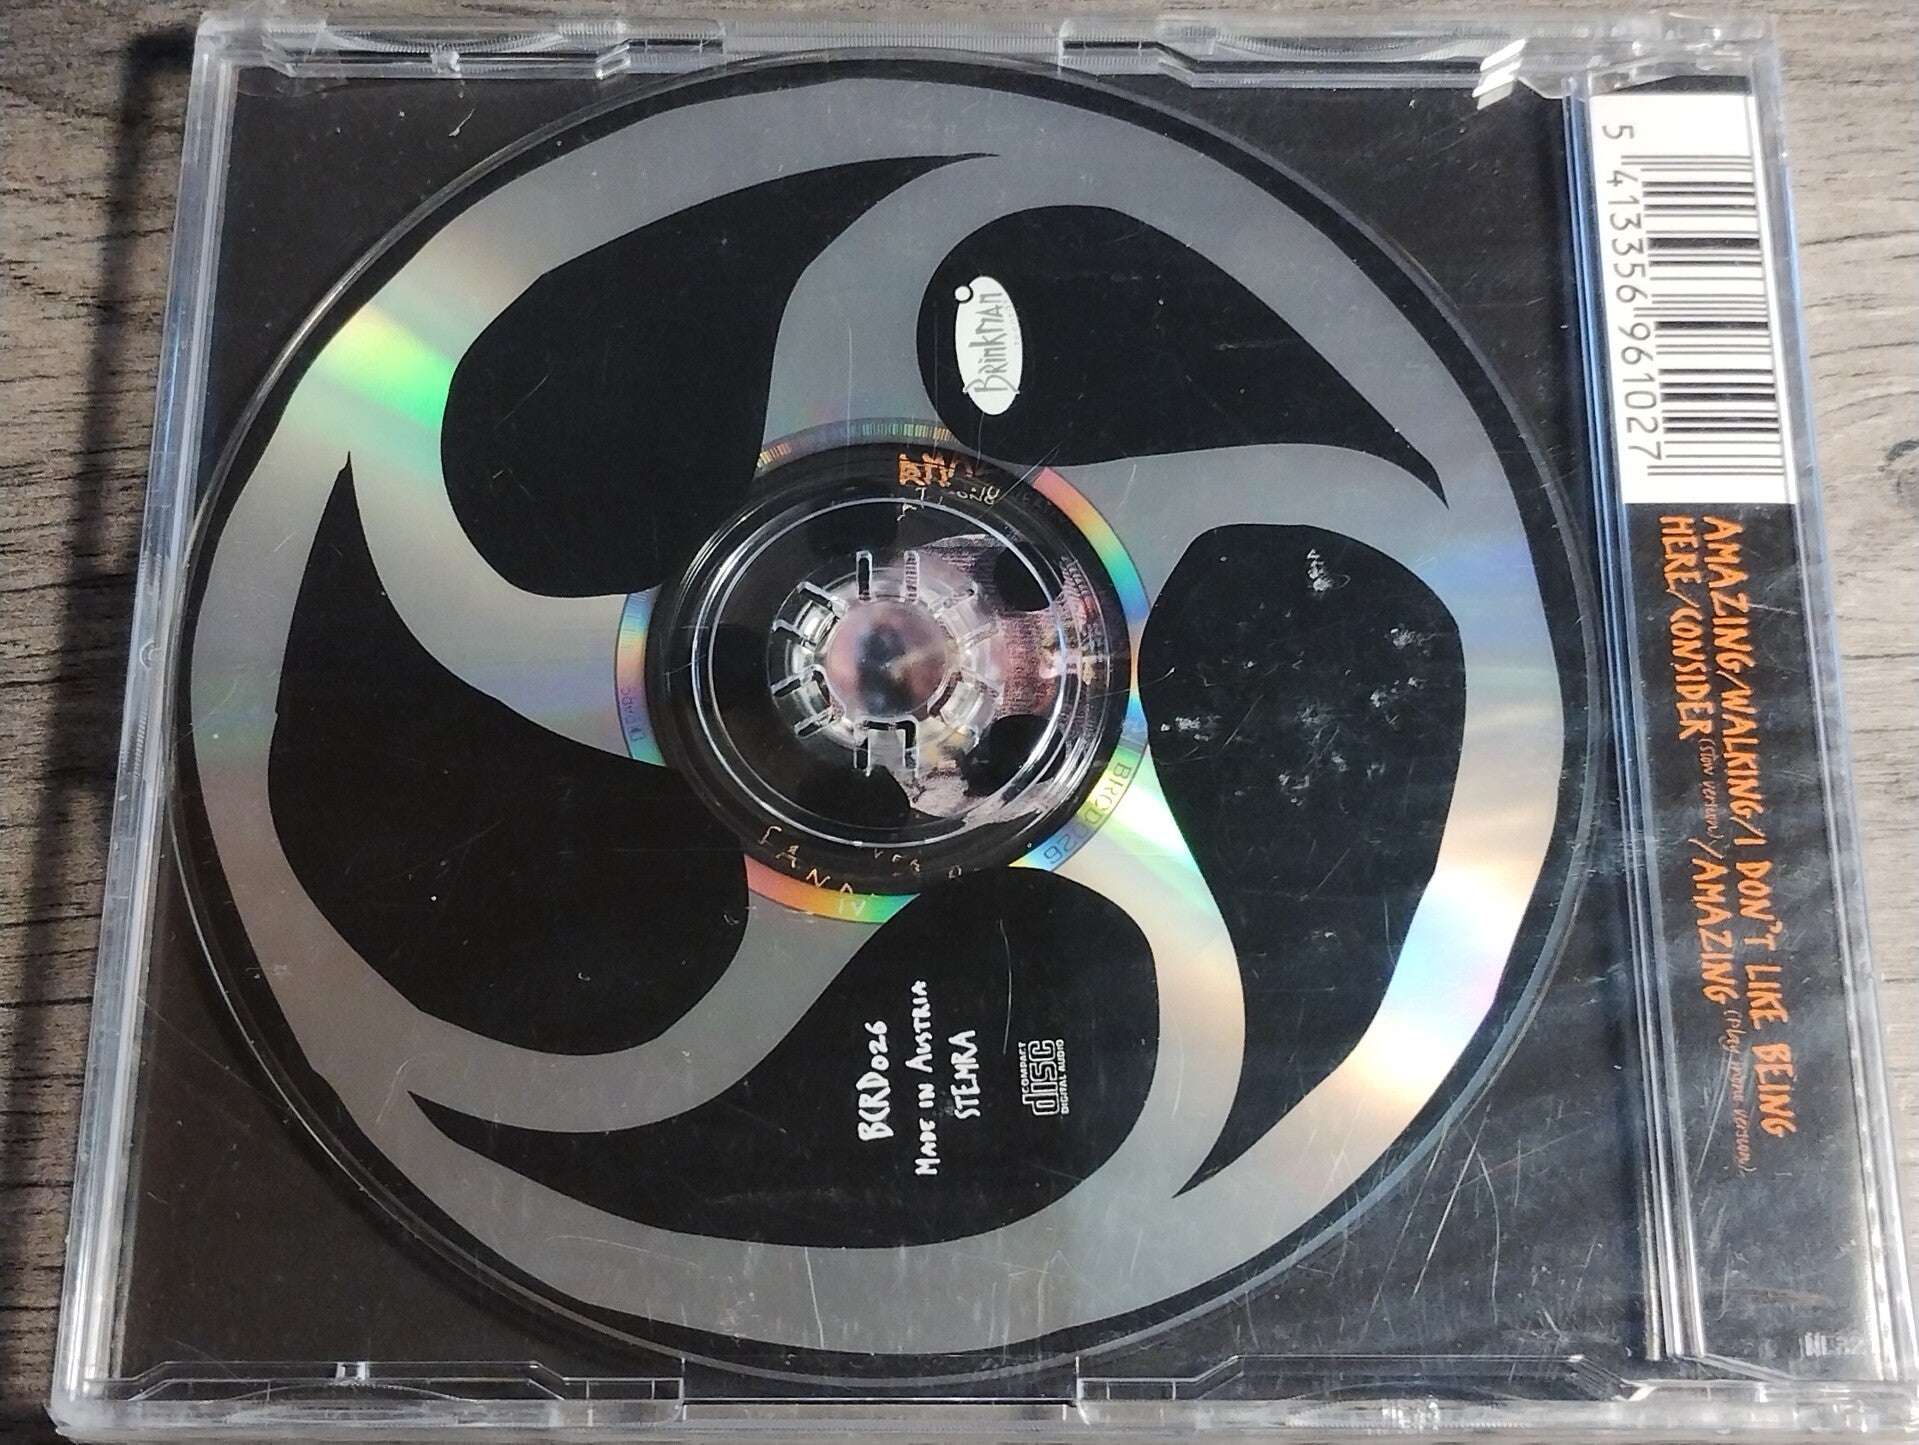 5 413356 961027
AMAZING/WALKING/I DON'T LIKE BEING
HERE/CONSIDER (slow version)/AMAZING
BRINKMAN
BCRD026
MADE IN AUSTRIA
STEMRA
COMPACT
disc
DIGITAL AUDIO